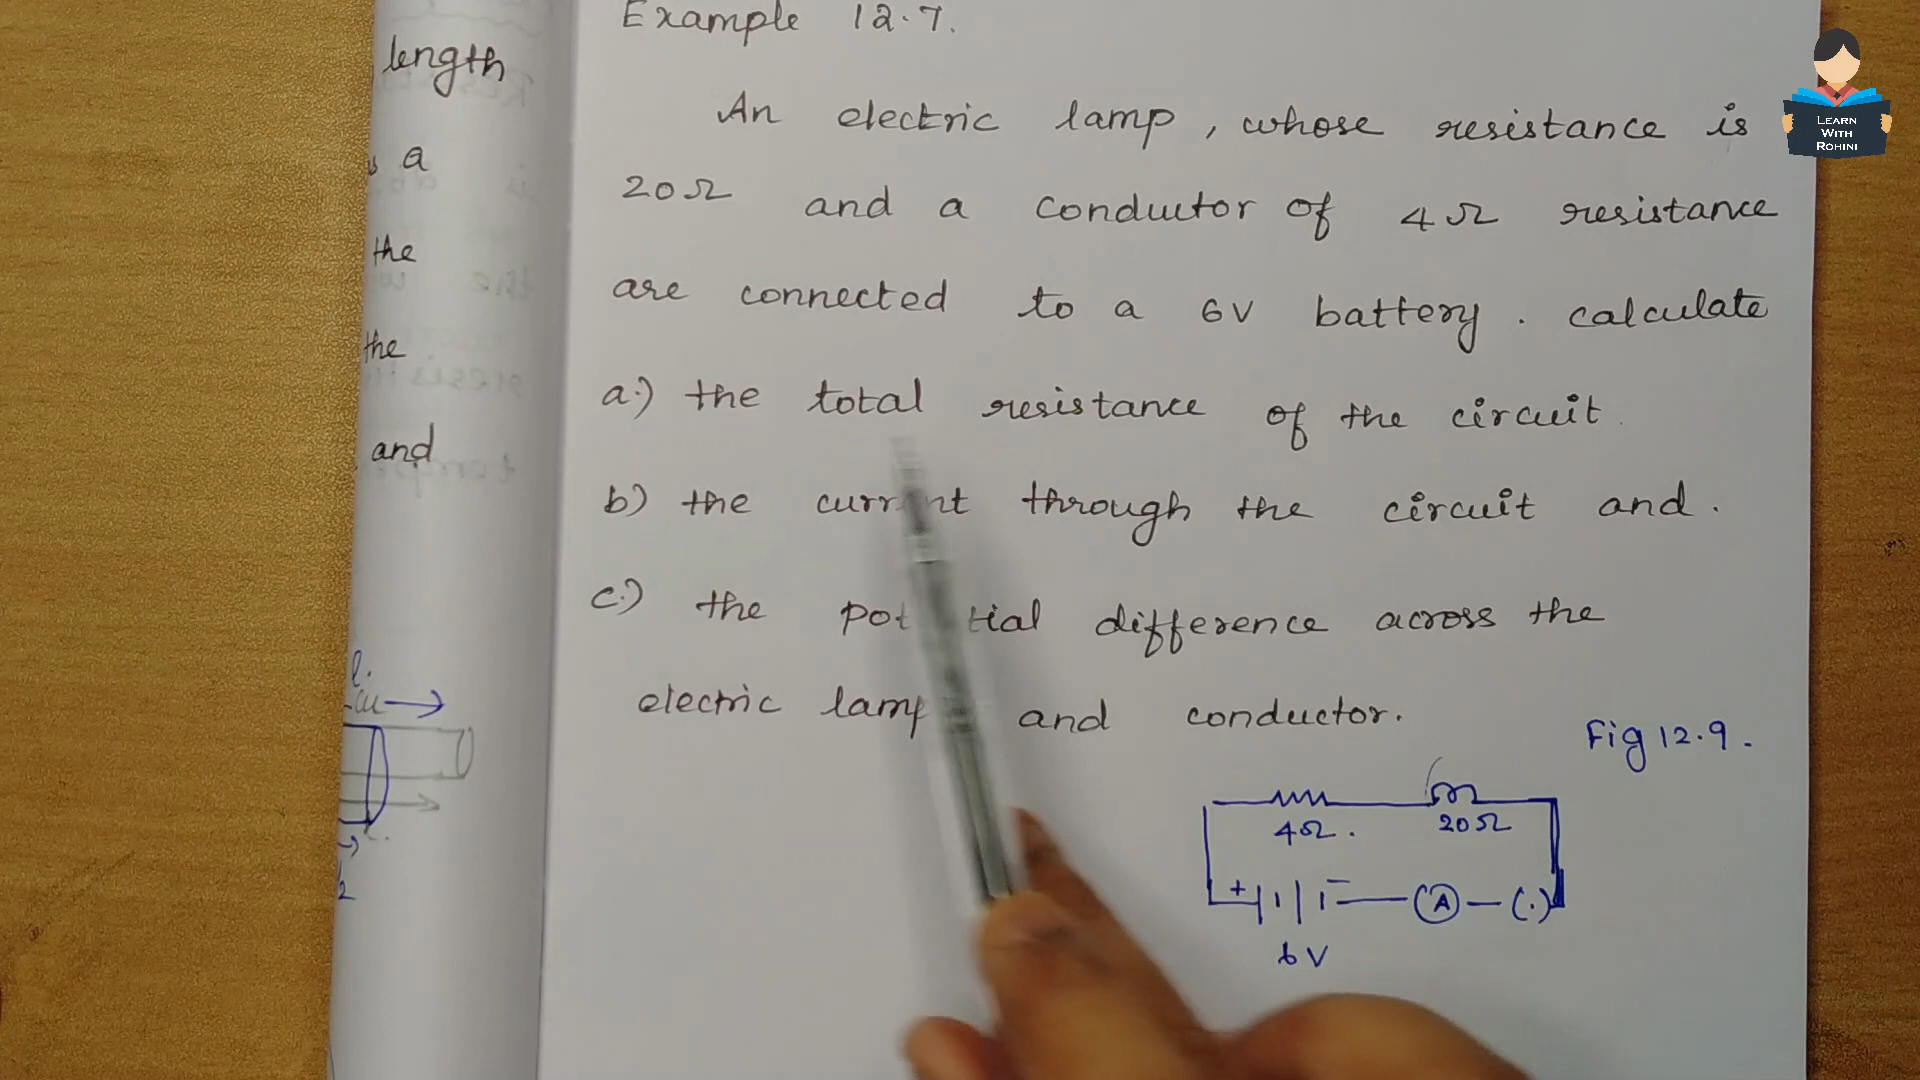 length
a
the
the
and
Example 12.7.
An electric lamp, whose resistance is
20Ω and a conductor of 4Ω resistance
are connected to a 6V battery. calculate
a.) the total resistance of the circuit.
b) the current through the circuit and.
c.) the potential difference across the
electric lamp and conductor.
Fig 12.9.
4Ω.
20Ω
+
−
A
(.)
6V
LEARN
WITH
ROHINI